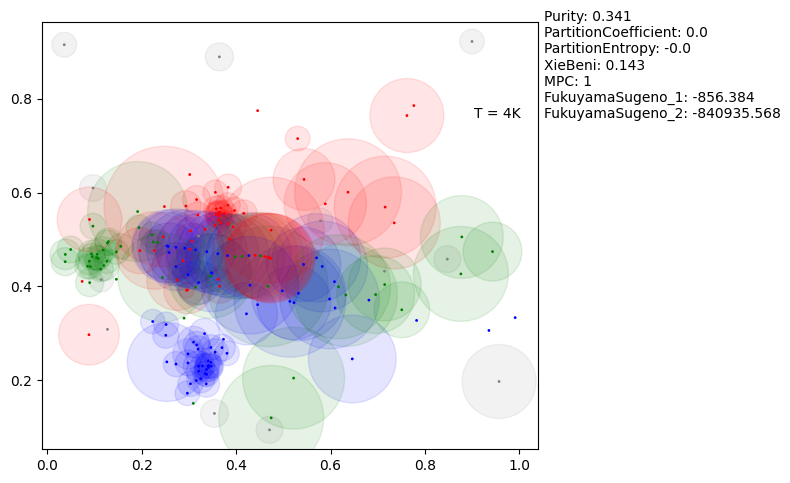 Purity: 0.341
PartitionCoefficient: 0.0
PartitionEntropy: -0.0
XieBeni: 0.143
MPC: 1
FukuyamaSugeno_1: -856.384
FukuyamaSugeno_2: -840935.568
T = 4K
0.8
0.6
0.4
0.2
0.0 0.2 0.4 0.6 0.8 1.0